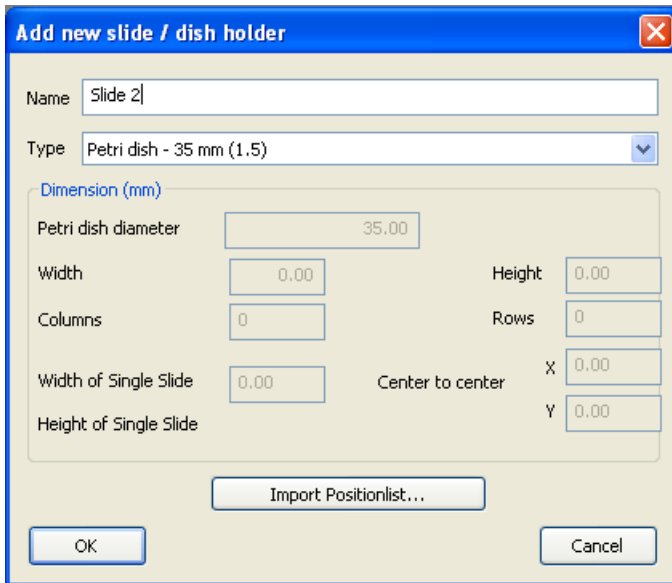 Add new slide / dish holder
Name Slide 2
Type Petri dish - 35 mm (1.5)
Dimension (mm)
Petri dish diameter 35.00
Width 0.00 Height 0.00
Columns 0 Rows 0
Width of Single Slide 0.00 Center to center X 0.00
Height of Single Slide Y 0.00
Import Positionlist...
OK Cancel